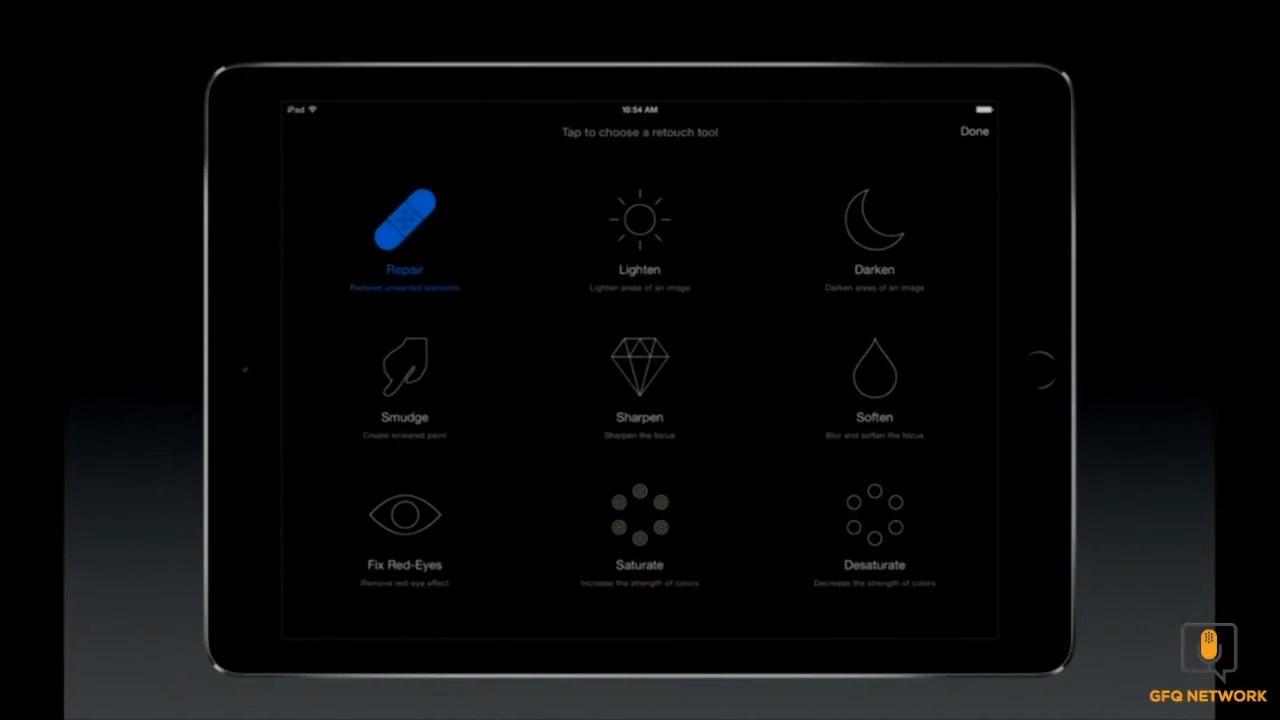 iPad
10:54 AM
Tap to choose a retouch tool
Done
Repair
Remove unwanted elements
Lighten
Lighten areas of an image
Darken
Darken areas of an image
Smudge
Create smeared paint
Sharpen
Sharpen the focus
Soften
Blur and soften the focus
Fix Red-Eyes
Remove red-eye effect
Saturate
Increase the strength of colors
Desaturate
Decrease the strength of colors
GFQ NETWORK